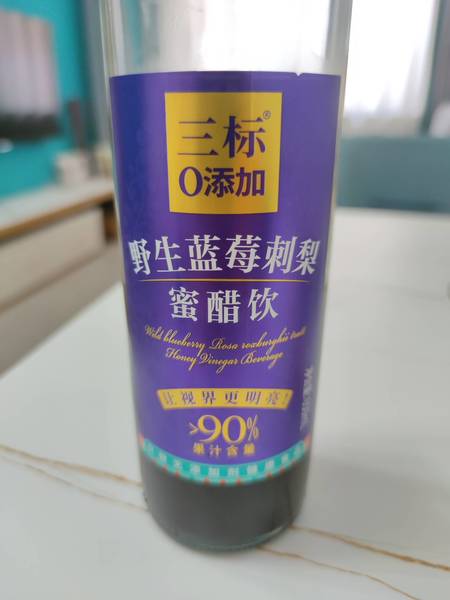 三标®
0添加
野生蓝莓刺梨
蜜醋饮
Wild blueberry Rosa roxburghii tratt
Honey Vinegar Beverage
让视界更明亮!
>90%
果汁含量